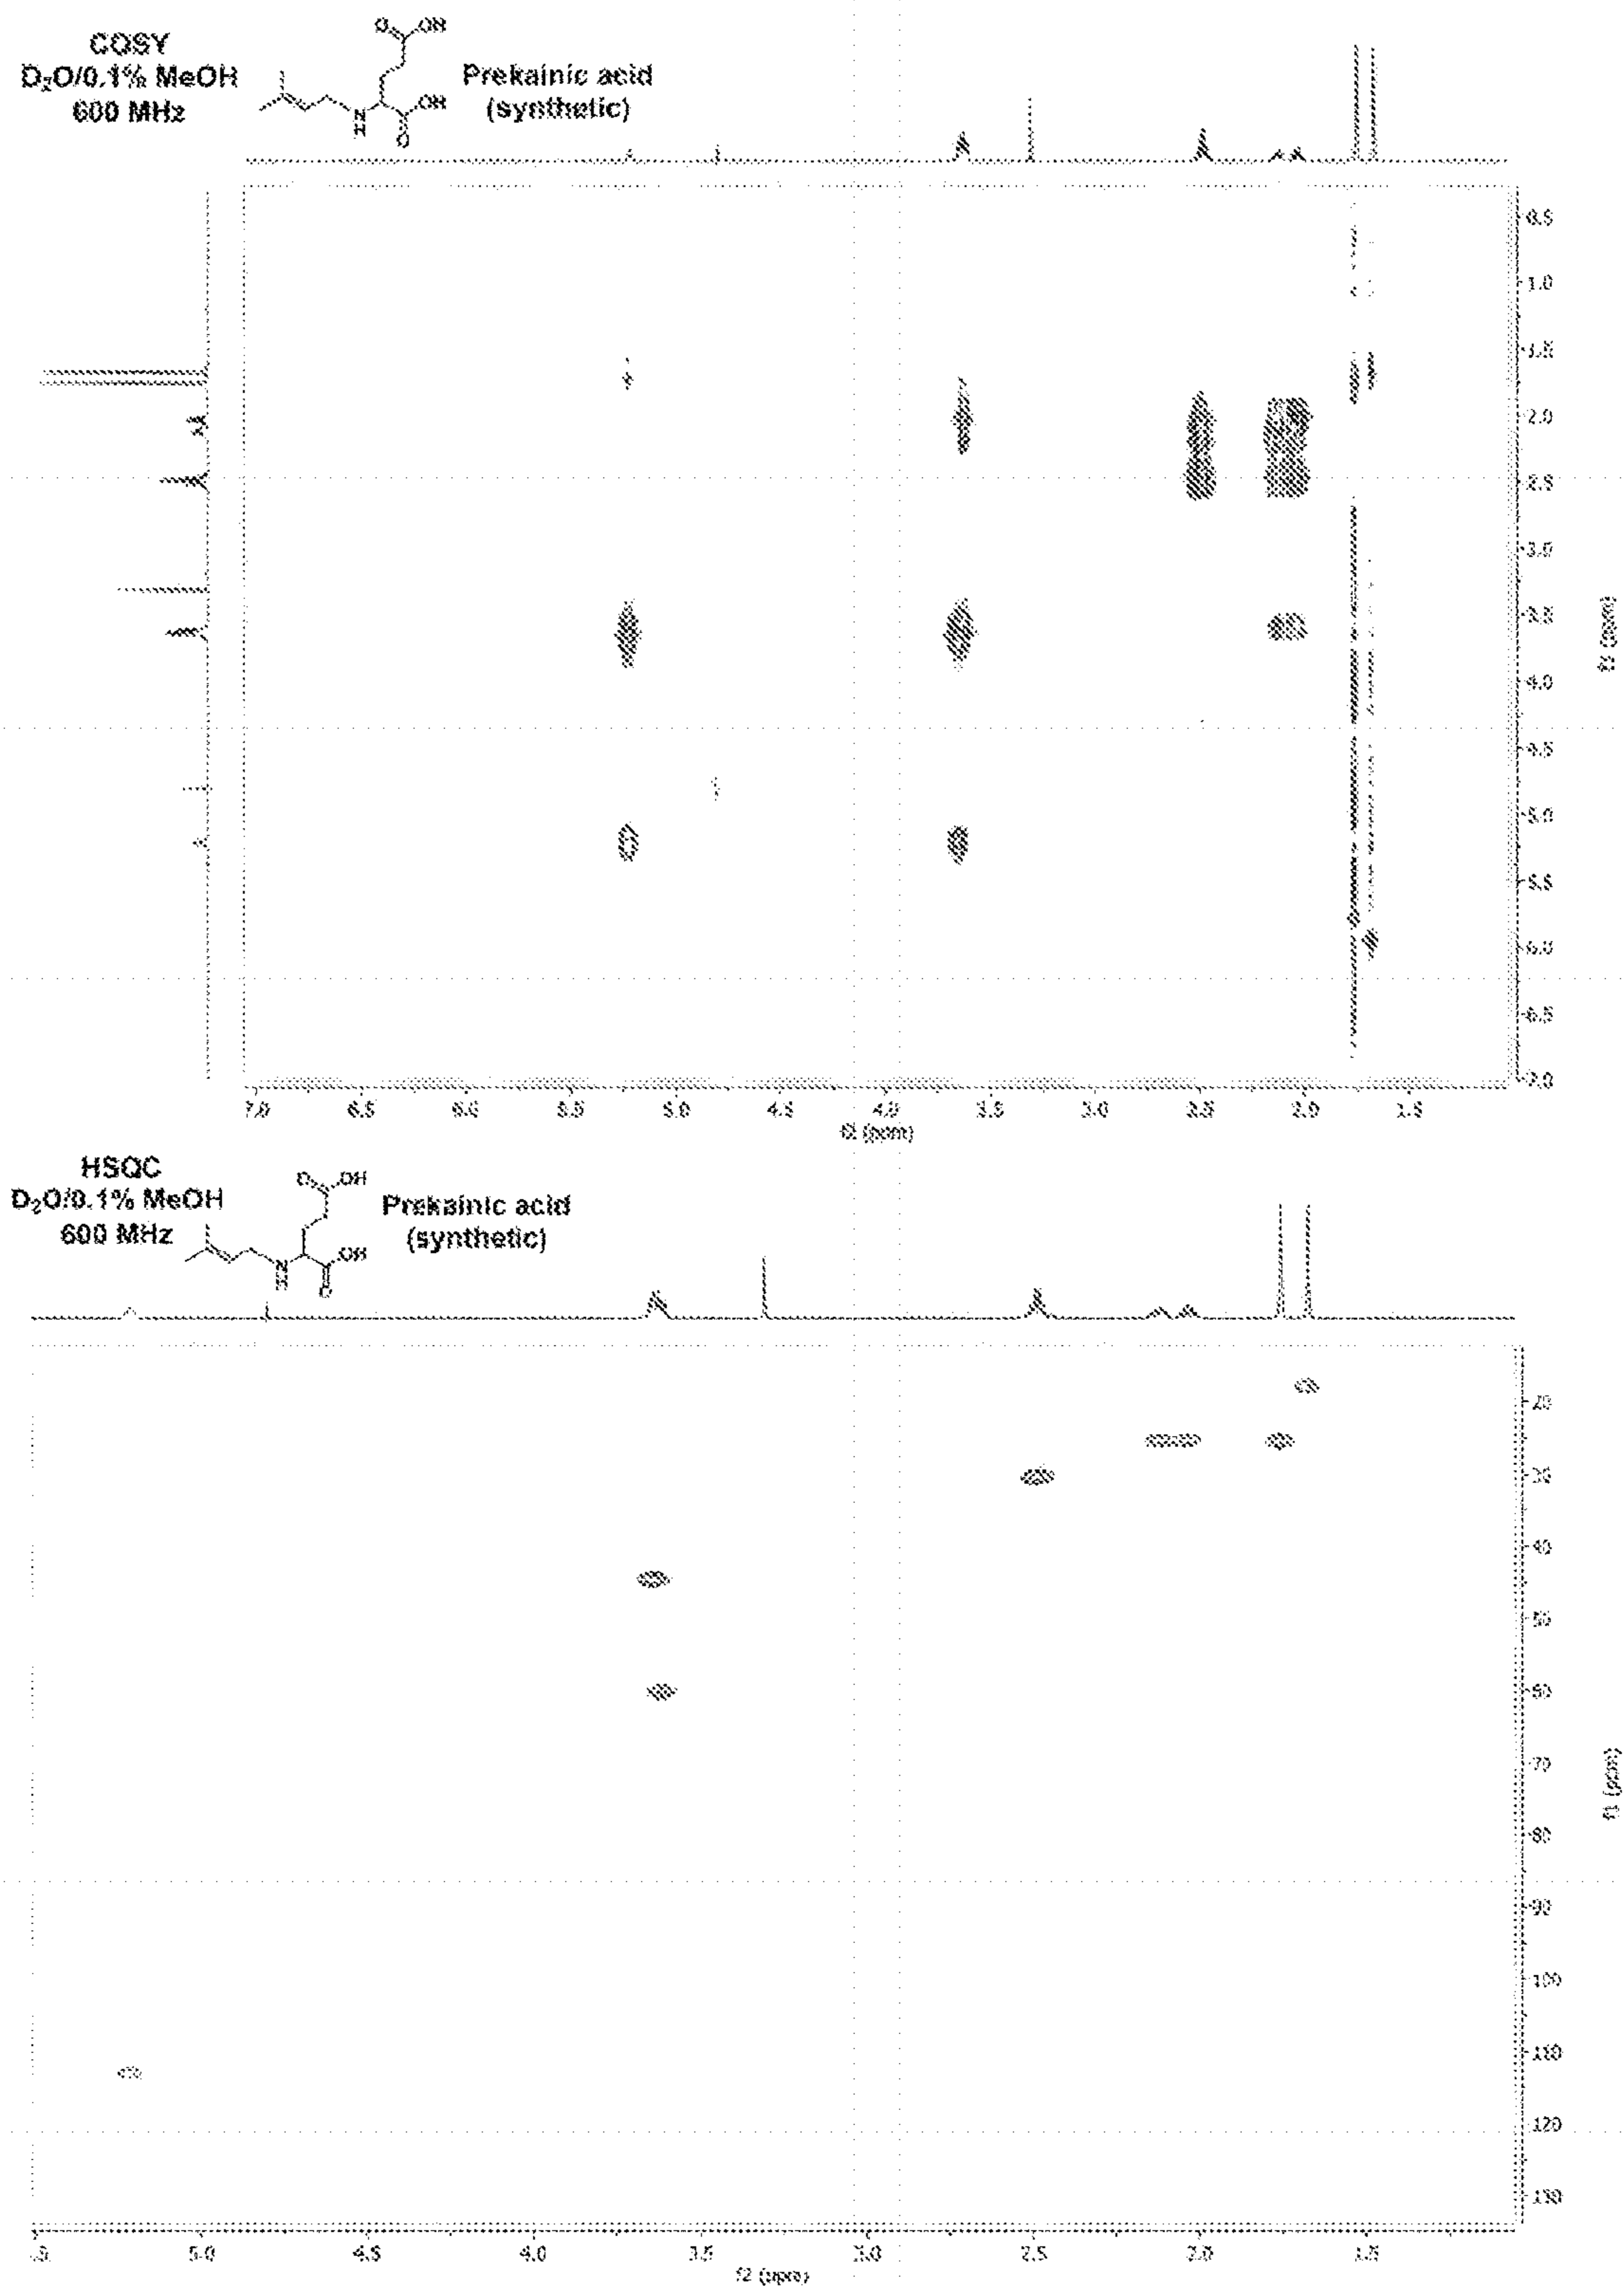 COSY
D₂O/0.1% MeOH
600 MHz
O OH
OH
N
H
O
Prekainic acid
(synthetic)
0.5
1.0
1.5
2.0
2.5
3.0
3.5
4.0
4.5
5.0
5.5
6.0
6.5
7.0
f1 (ppm)
7.0 6.5 6.0 5.5 5.0 4.5 4.0 3.5 3.0 2.5 2.0 1.5
f2 (ppm)
HSQC
D₂O/0.1% MeOH
600 MHz
O OH
OH
N
H
O
Prekainic acid
(synthetic)
20
30
40
50
60
70
80
90
100
110
120
130
f1 (ppm)
5.0 4.5 4.0 3.5 3.0 2.5 2.0 1.5
f2 (ppm)